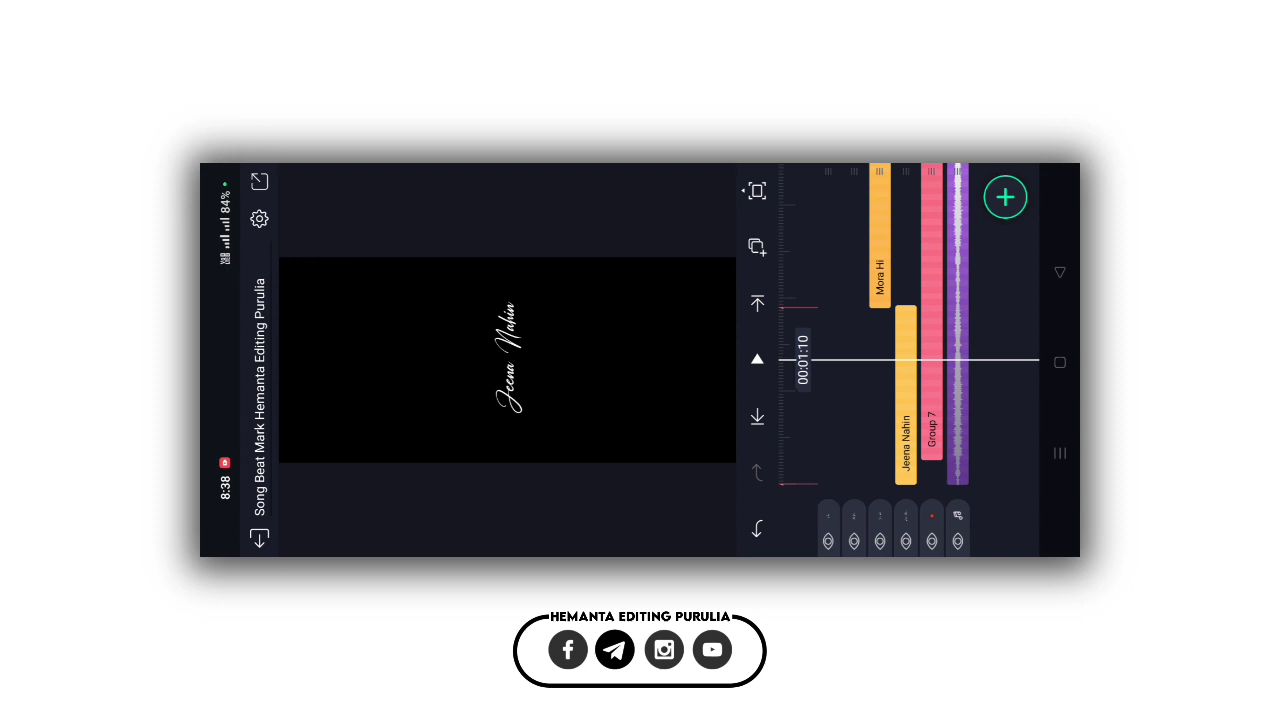 8:38
84%
Song Beat Mark Hemanta Editing Purulia
Jeena Nahin
00:01:10
Mora Hi
Jeena Nahin
Group 7
HEMANTA EDITING PURULIA